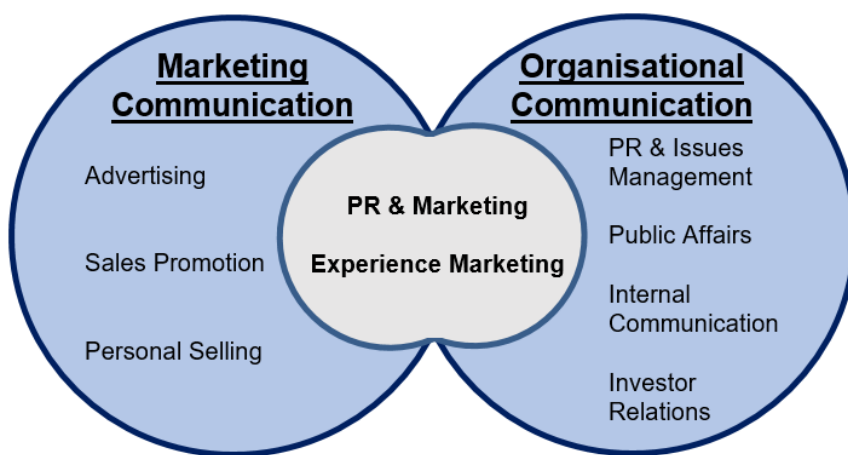 Marketing
Communication
Advertising
Sales Promotion
Personal Selling
PR & Marketing
Experience Marketing
Organisational
Communication
PR & Issues
Management
Public Affairs
Internal
Communication
Investor
Relations